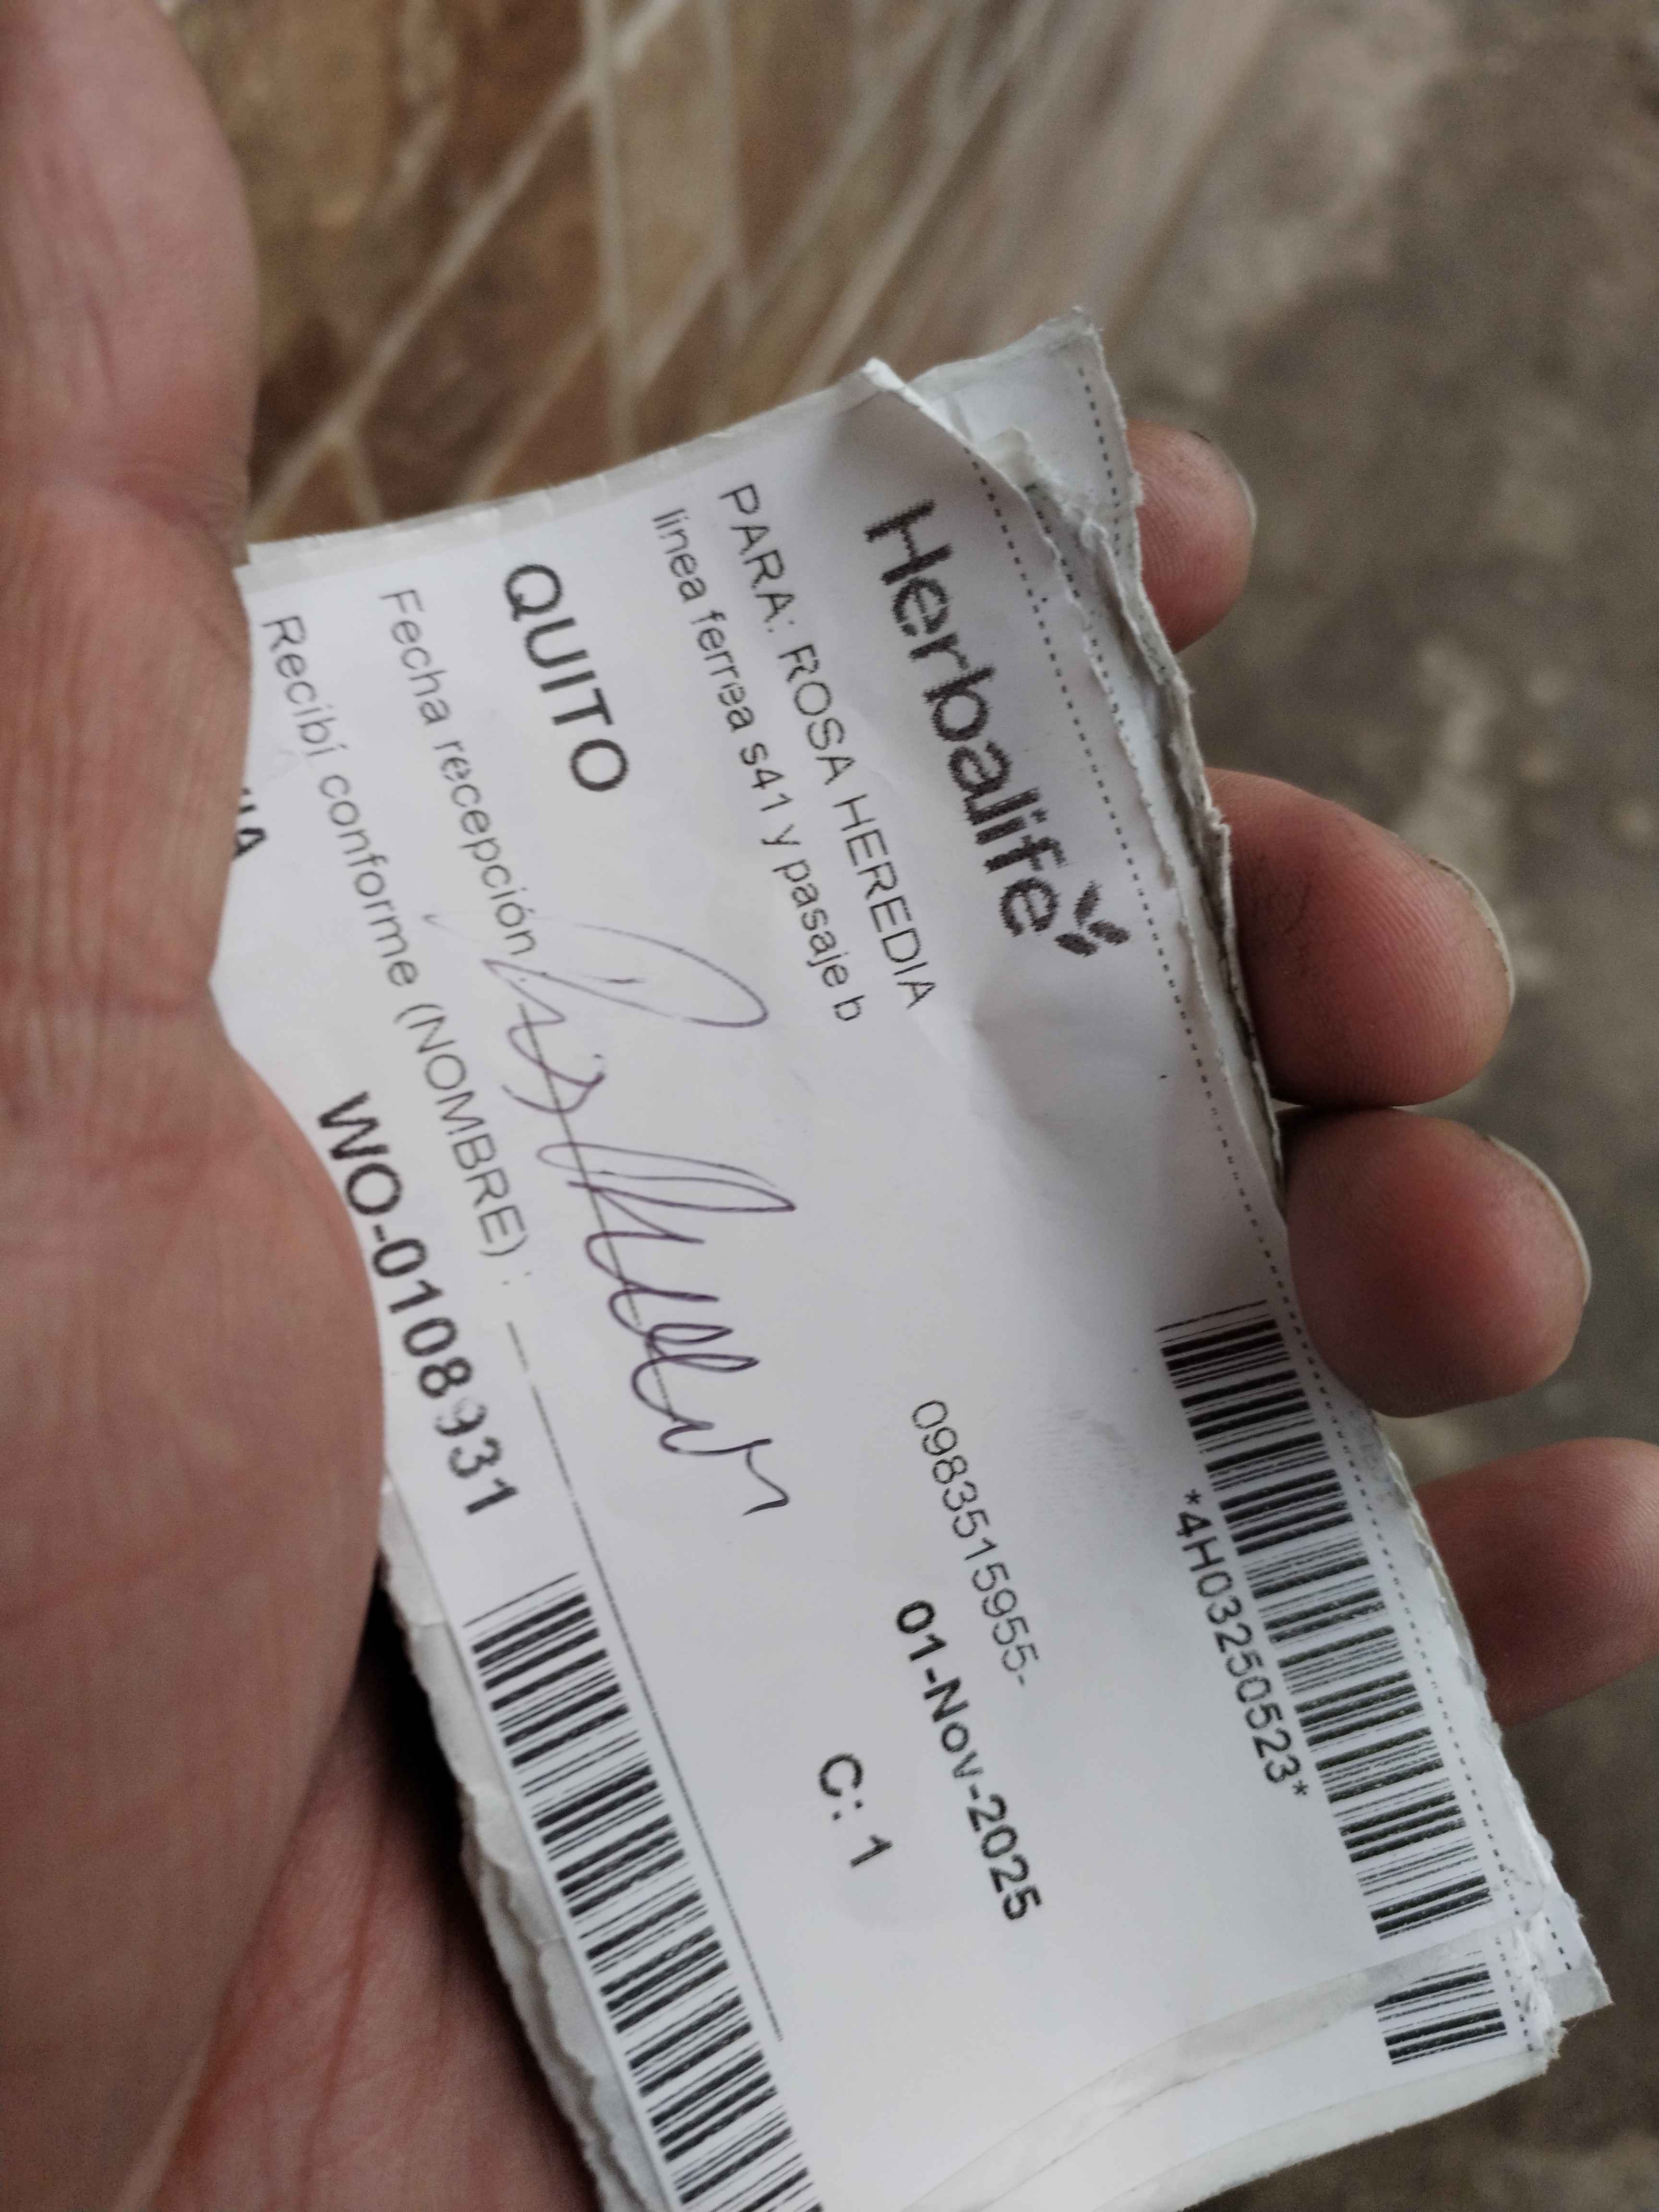 Herbalife
*4H03250523*
PARA: ROSA HEREDIA
0983515955-
linea ferrea s41 y pasaje b
01-Nov-2025
QUITO
C: 1
Fecha recepción
Recibí conforme (NOMBRE) :
WO-0108931